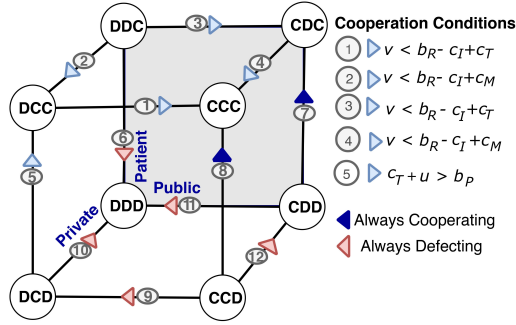 DDC 3 CDC
2 4
DCC 1 CCC
6 Patient 7
5 8
Public
DDD 11 CDD
Private
10 12
DCD 9 CCD
Cooperation Conditions
1 v < b_R - c_I + c_T
2 v < b_R - c_I + c_M
3 v < b_R - c_I + c_T
4 v < b_R - c_I + c_M
5 c_T + u > b_P
Always Cooperating
Always Defecting